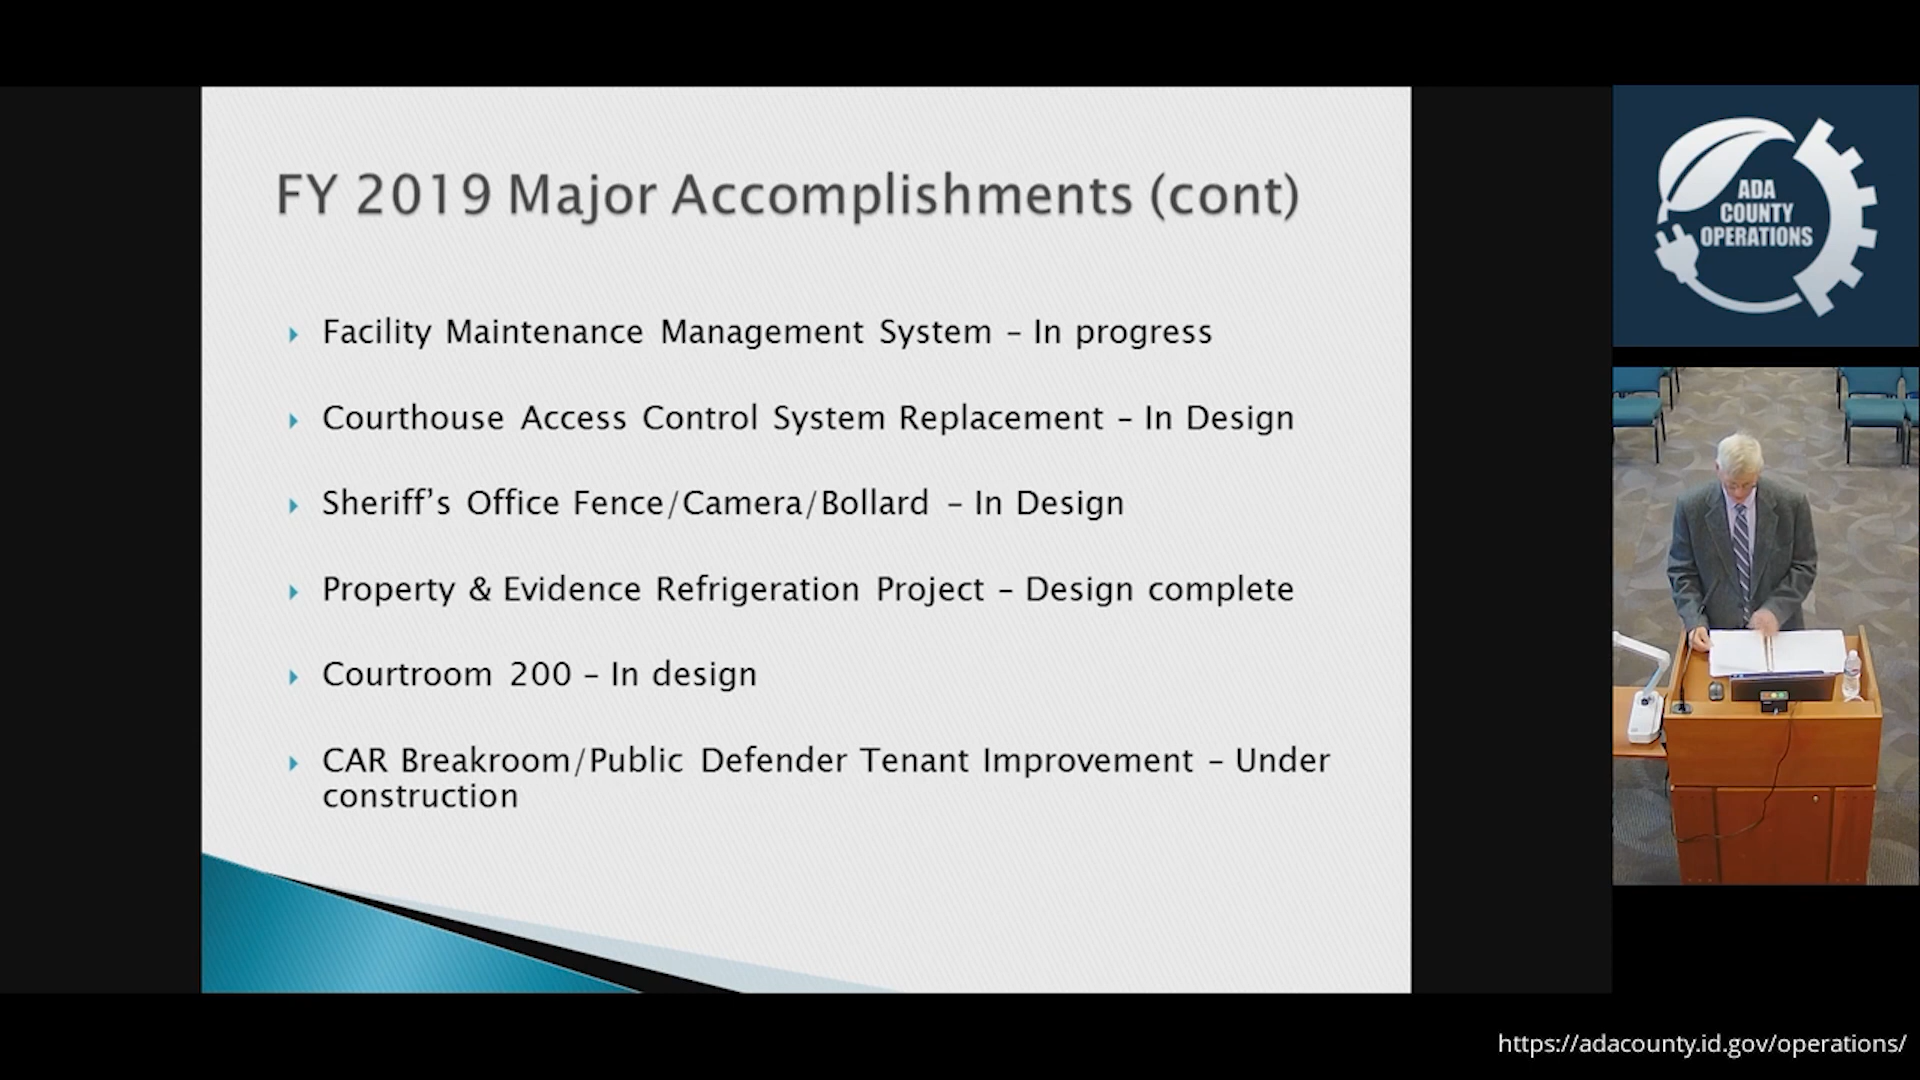 FY 2019 Major Accomplishments (cont)
Facility Maintenance Management System – In progress
Courthouse Access Control System Replacement – In Design
Sheriff’s Office Fence/Camera/Bollard – In Design
Property & Evidence Refrigeration Project – Design complete
Courtroom 200 – In design
CAR Breakroom/Public Defender Tenant Improvement – Under
construction
ADA
COUNTY
OPERATIONS
https://adacounty.id.gov/operations/